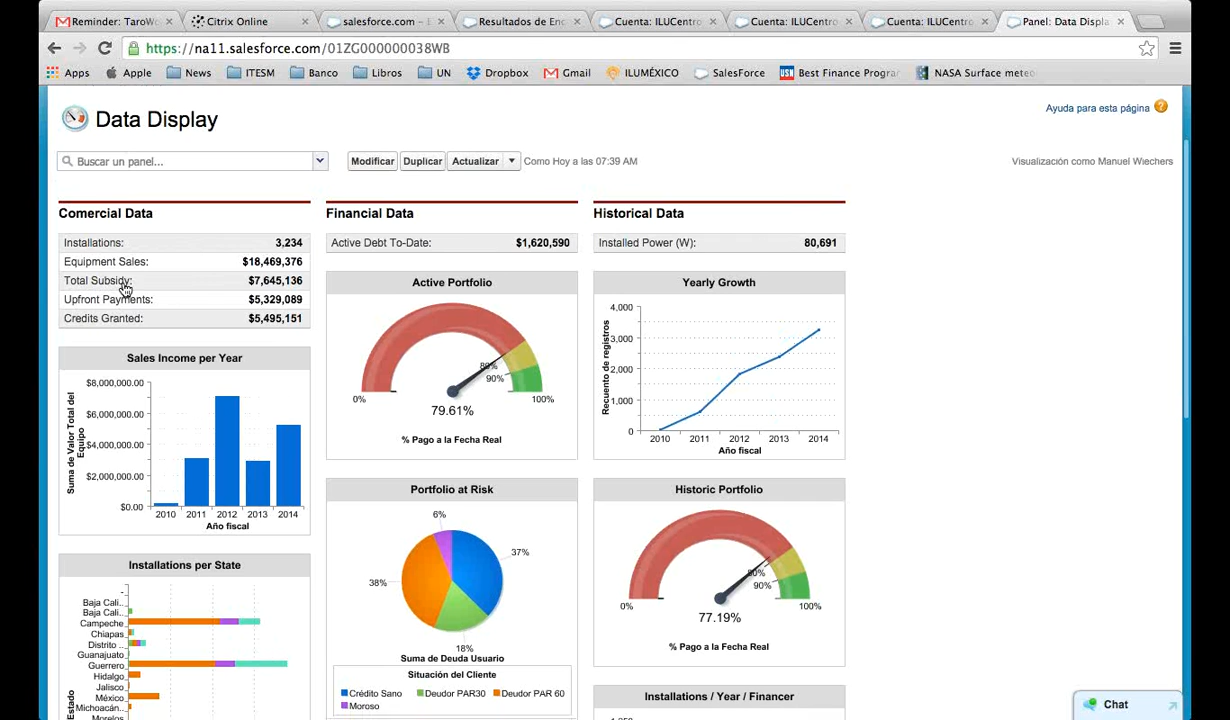 Reminder: TaroWo
Citrix Online
salesforce.com –
Resultados de Enc
Cuenta: ILUCentro
Cuenta: ILUCentro
Cuenta: ILUCentro
Panel: Data Displa
https://na11.salesforce.com/01ZG000000038WB
Apps
Apple
News
ITESM
Banco
Libros
UN
Dropbox
Gmail
ILUMÉXICO
SalesForce
Best Finance Progra
NASA Surface meteo
Data Display
Ayuda para esta página
Buscar un panel...
Modificar
Duplicar
Actualizar
Como Hoy a las 07:39 AM
Visualización como Manuel Wiechers
Comercial Data
Installations: 3,234
Equipment Sales: $18,469,376
Total Subsidy: $7,645,136
Upfront Payments: $5,329,089
Credits Granted: $5,495,151
Sales Income per Year
$8,000,000.00
$6,000,000.00
$4,000,000.00
$2,000,000.00
$0.00
Suma de Valor Total del
Equipo
2010 2011 2012 2013 2014
Año fiscal
Installations per State
-
Baja Cali..
Baja Cali..
Campeche
Chiapas
Distrito ..
Guanajuato
Guerrero
Hidalgo
Jalisco
México
Michoacán..
Morelos
Estado
Financial Data
Active Debt To-Date: $1,620,590
Active Portfolio
80%
90%
0%
100%
79.61%
% Pago a la Fecha Real
Portfolio at Risk
6%
37%
38%
18%
Suma de Deuda Usuario
Situación del Cliente
Crédito Sano
Deudor PAR30
Deudor PAR 60
Moroso
Historical Data
Installed Power (W): 80,691
Yearly Growth
4,000
3,000
2,000
1,000
0
Recuento de registros
2010 2011 2012 2013 2014
Año fiscal
Historic Portfolio
80%
90%
0%
100%
77.19%
% Pago a la Fecha Real
Installations / Year / Financer
Chat